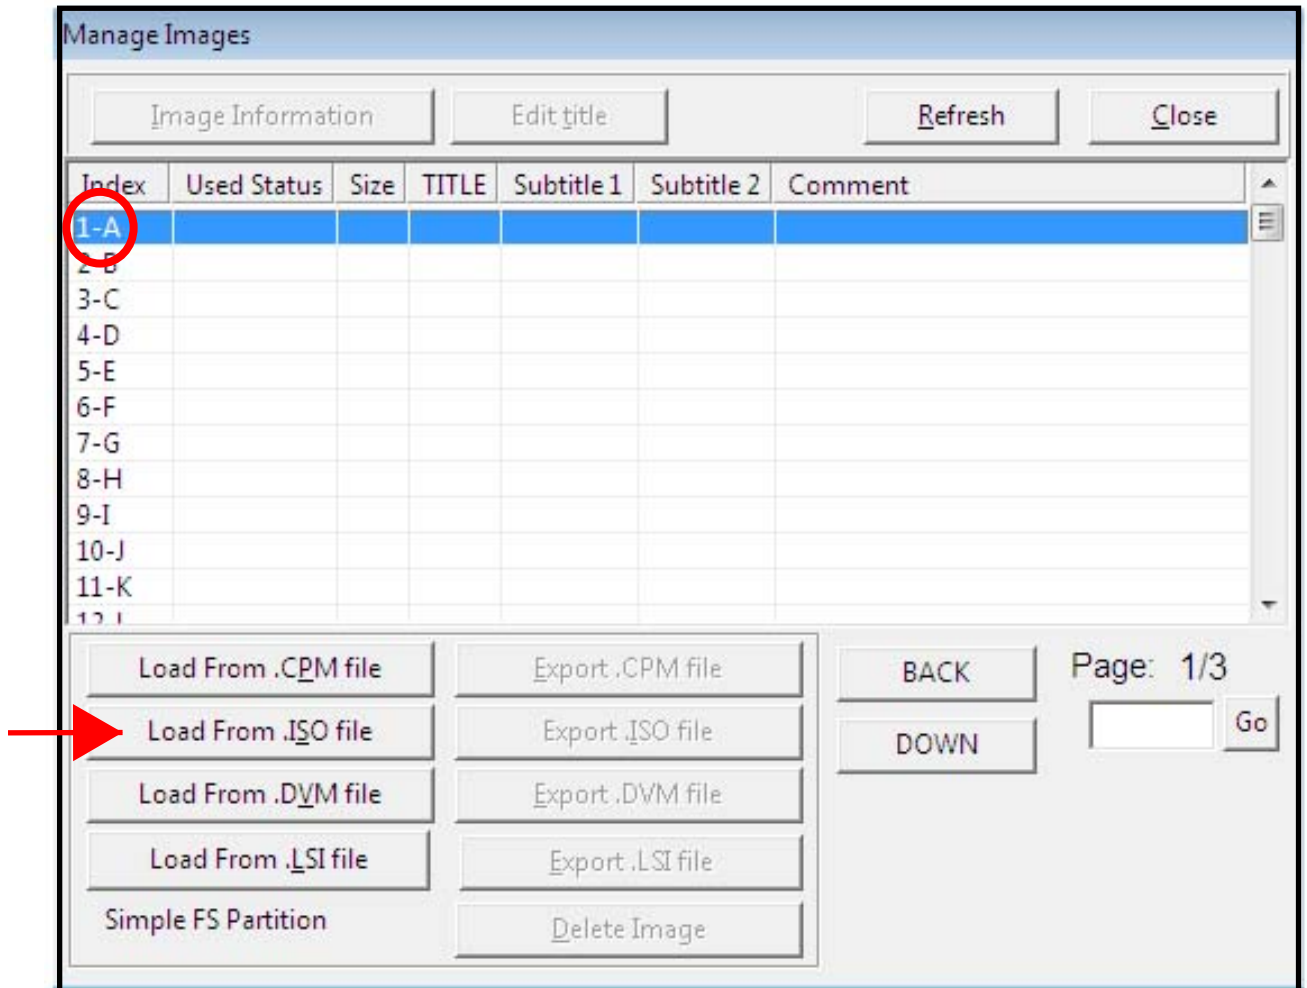 Manage Images
Image Information Edit title Refresh Close
Index Used Status Size TITLE Subtitle 1 Subtitle 2 Comment
1-A
2-B
3-C
4-D
5-E
6-F
7-G
8-H
9-I
10-J
11-K
Load From .CPM file Export .CPM file BACK Page: 1/3
Load From .ISO file Export .ISO file DOWN Go
Load From .DVM file Export .DVM file
Load From .LSI file Export .LSI file
Simple FS Partition Delete Image